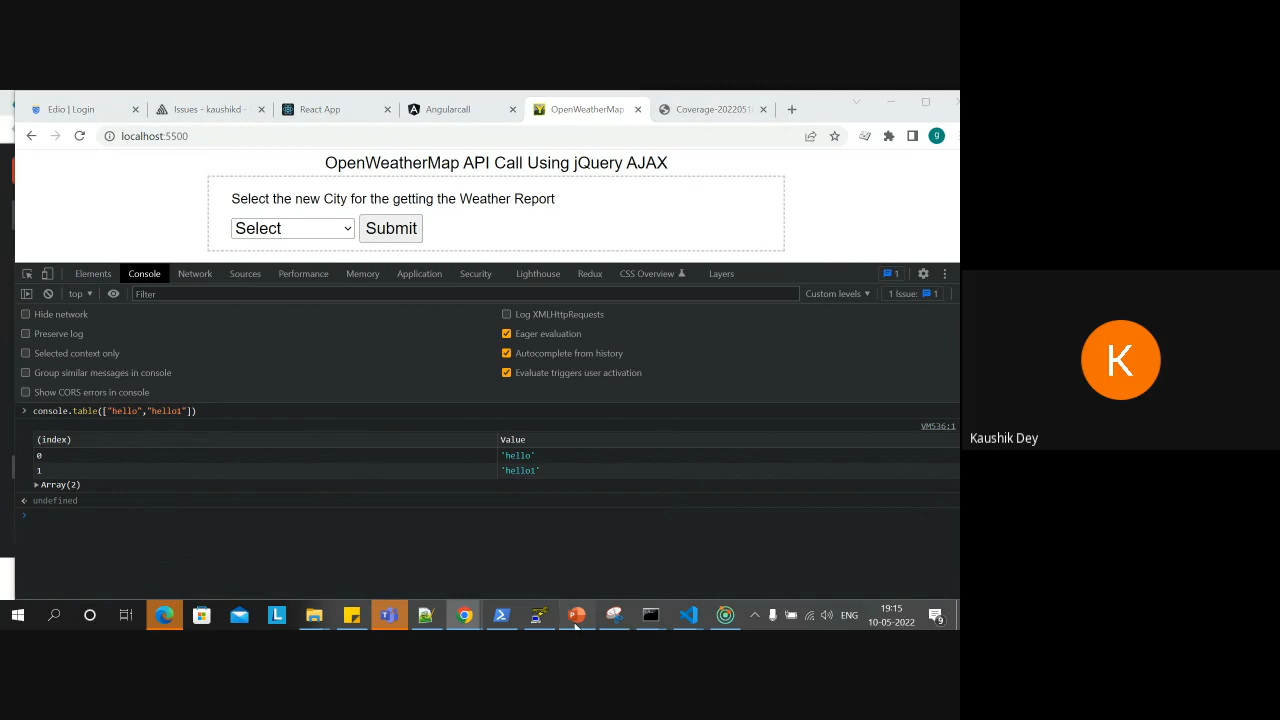 Edio | Login
Issues - kaushikd -
React App
Angularcall
OpenWeatherMap
Coverage-2022051
localhost:5500
g
OpenWeatherMap API Call Using jQuery AJAX
Select the new City for the getting the Weather Report
Select
Submit
Elements Console Network Sources Performance Memory Application Security Lighthouse Redux CSS Overview Layers 1
top Filter Custom levels 1 Issue: 1
Hide network
Log XMLHttpRequests
Preserve log
Eager evaluation
Selected context only
Autocomplete from history
Group similar messages in console
Evaluate triggers user activation
Show CORS errors in console
console.table(["hello","hello1"])
VM536:1
(index) Value
0 'hello'
1 'hello1'
Array(2)
undefined
K
Kaushik Dey
L
ENG
19:15
10-05-2022
9